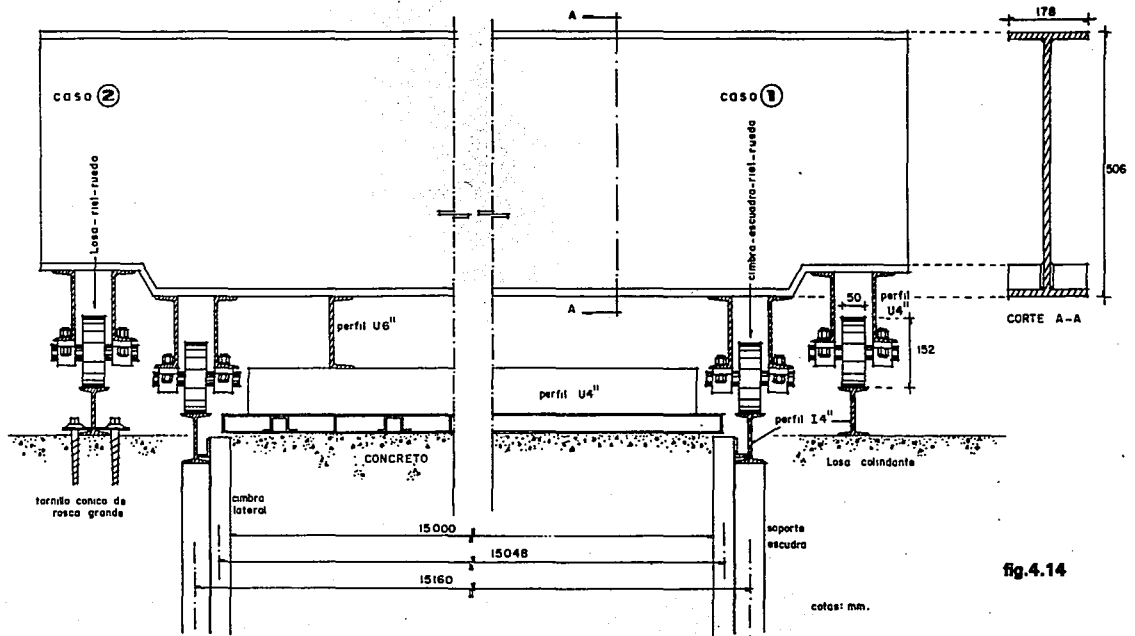 A
178
caso 2
caso 1
Losa-riel-rueda
cimbra-escuadra-riel-rueda
506
50
perfil
U4"
perfil U6"
A
CORTE A-A
152
perfil U4"
perfil I4"
CONCRETO
Losa colindante
tornillo conico de
rosca grande
cimbra
lateral
soporte
escudra
15000
15048
15160
fig.4.14
cotas: mm.